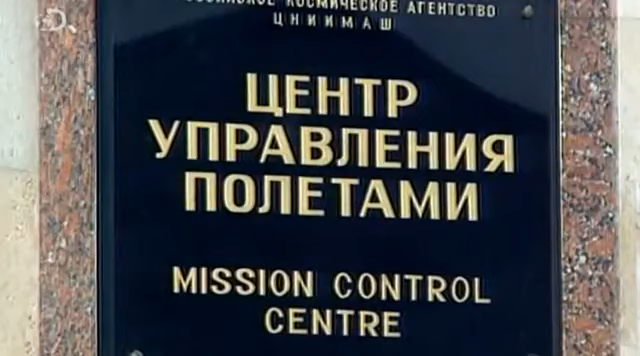 КОСМИЧЕСКОЕ АГЕНТСТВО
ЦНИИМАШ
ЦЕНТР
УПРАВЛЕНИЯ
ПОЛЕТАМИ
MISSION CONTROL
CENTRE